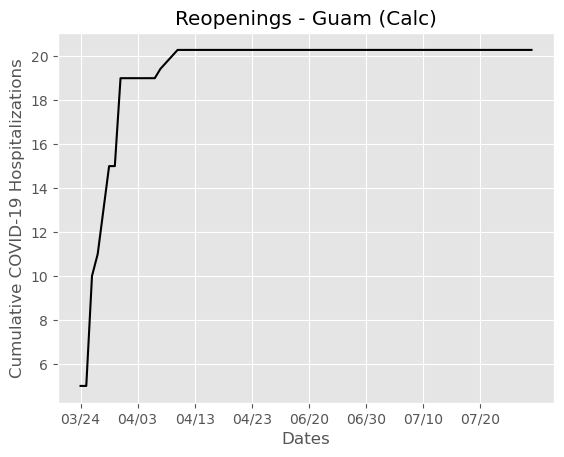 Reopenings - Guam (Calc)
Cumulative COVID-19 Hospitalizations
20
18
16
14
12
10
8
6
03/24 04/03 04/13 04/23 06/20 06/30 07/10 07/20
Dates